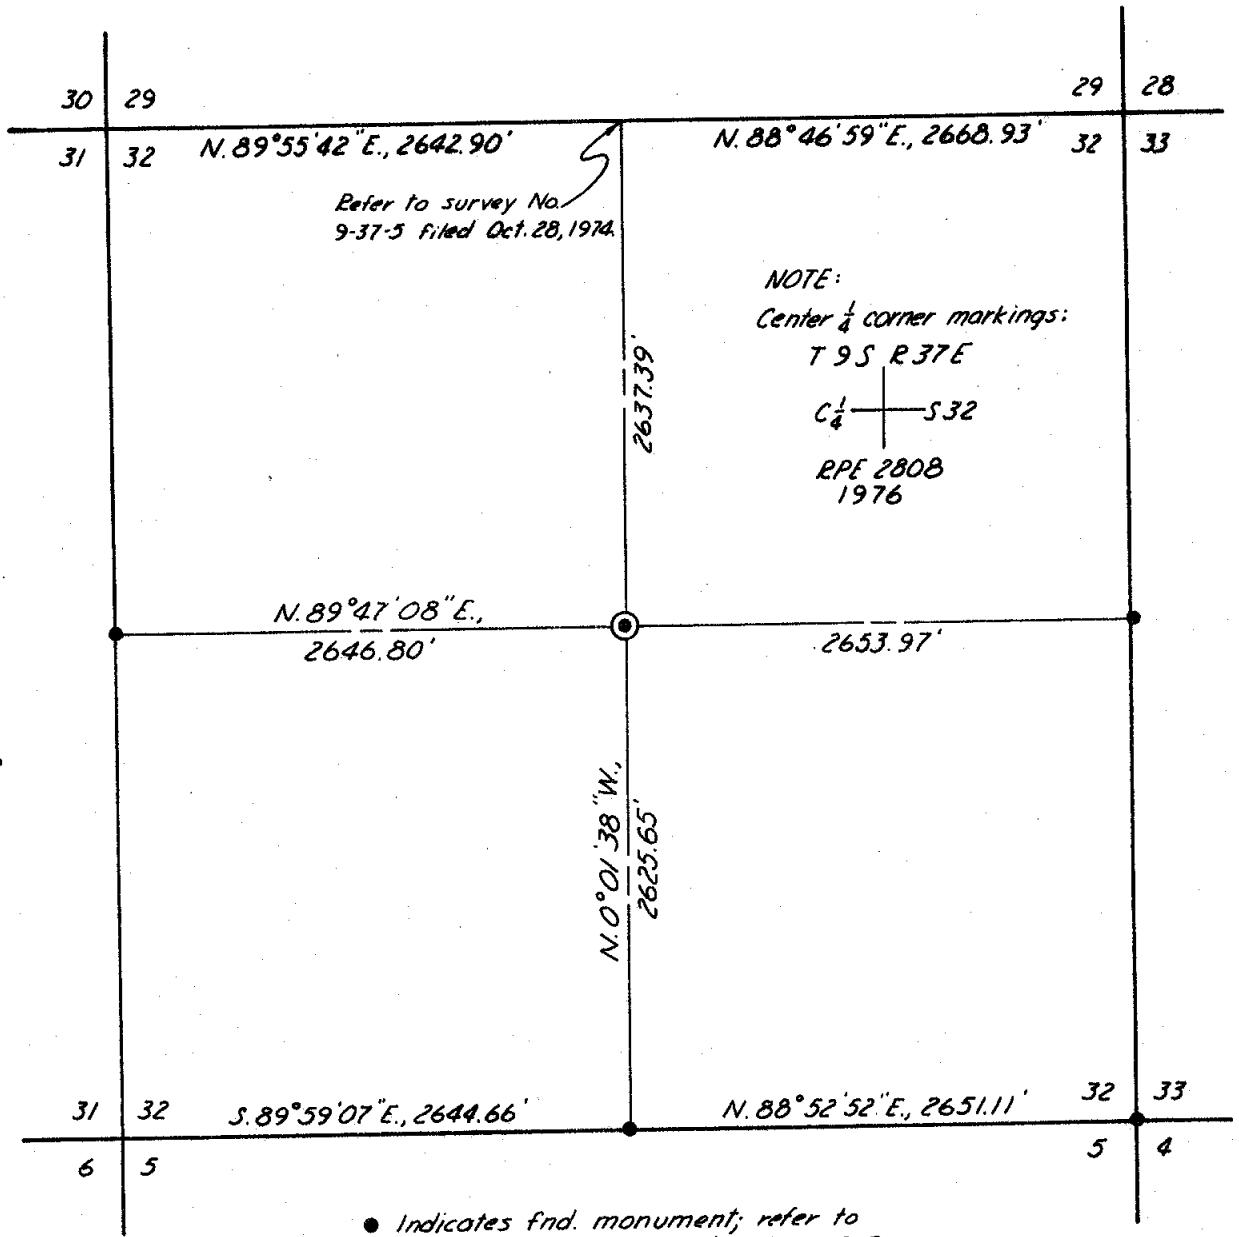 30 29
29 28
31 32
N. 89°55'42"E., 2642.90'
N. 88°46'59"E., 2668.93'
32 33
Refer to survey No.
9-37-5 filed Oct. 28, 1974.
NOTE:
Center 1/4 corner markings:
T 9 S R 37 E
C 1/4 S 32
RPE 2808
1976
2637.39'
N. 89°47'08"E.,
2646.80'
2653.97'
N. 0°01'38"W.,
2625.65'
31 32
S. 89°59'07"E., 2644.66'
N. 88°52'52"E., 2651.11'
32 33
6 5
5 4
Indicates fnd. monument; refer to